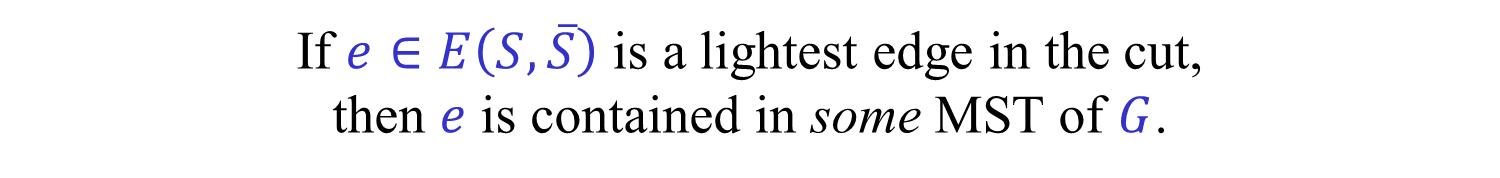 If e ∈ E(S, S̄) is a lightest edge in the cut,
then e is contained in some MST of G.